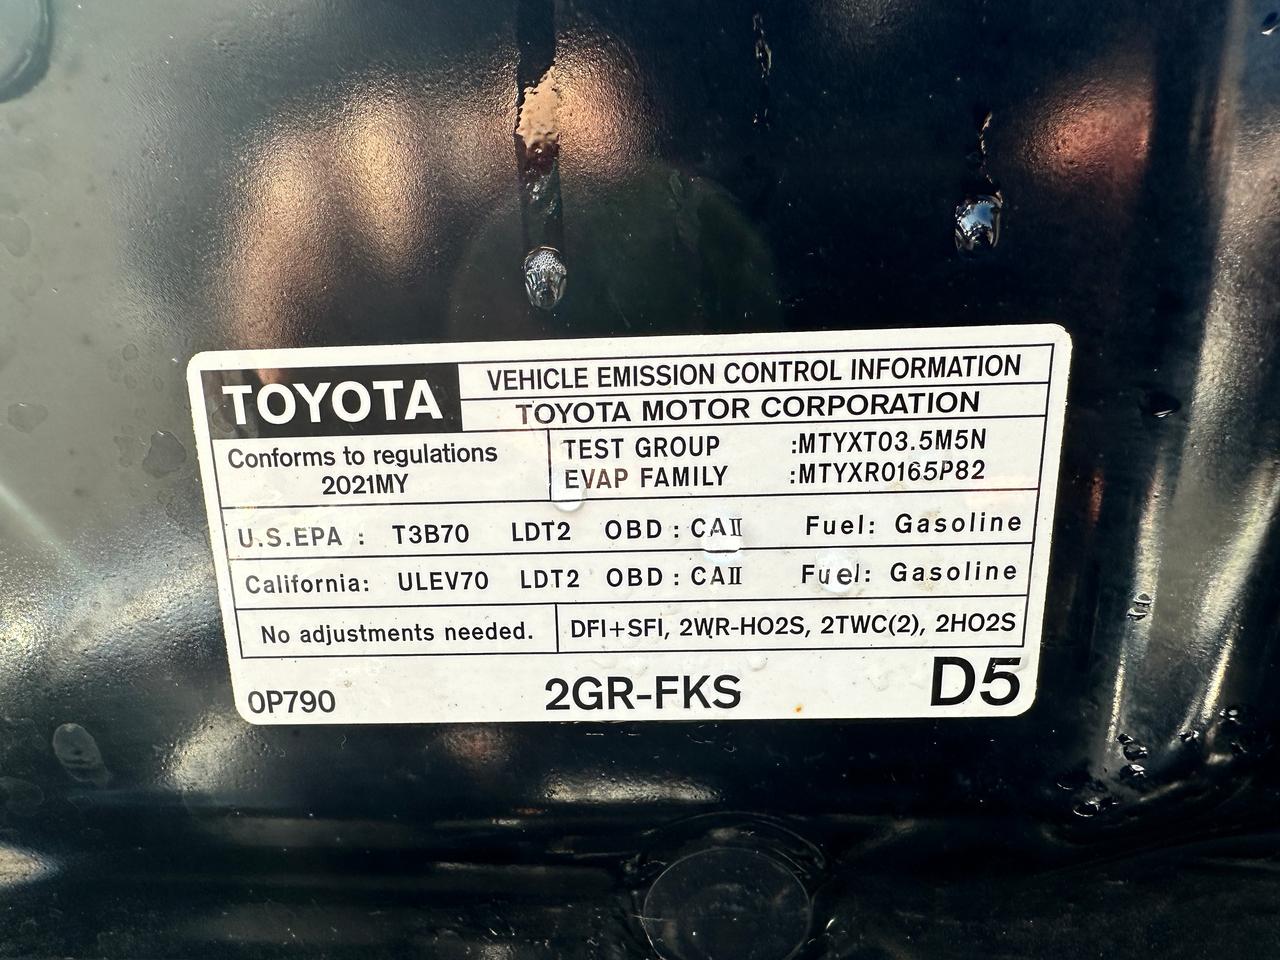 TOYOTA
VEHICLE EMISSION CONTROL INFORMATION
TOYOTA MOTOR CORPORATION
Conforms to regulations
2021MY
TEST GROUP :MTYXT03.5M5N
EVAP FAMILY :MTYXR0165P82
U.S.EPA : T3B70 LDT2 OBD : CAII Fuel: Gasoline
California: ULEV70 LDT2 OBD : CAII Fuel: Gasoline
No adjustments needed.
DFI+SFI, 2WR-HO2S, 2TWC(2), 2HO2S
0P790
2GR-FKS
D5